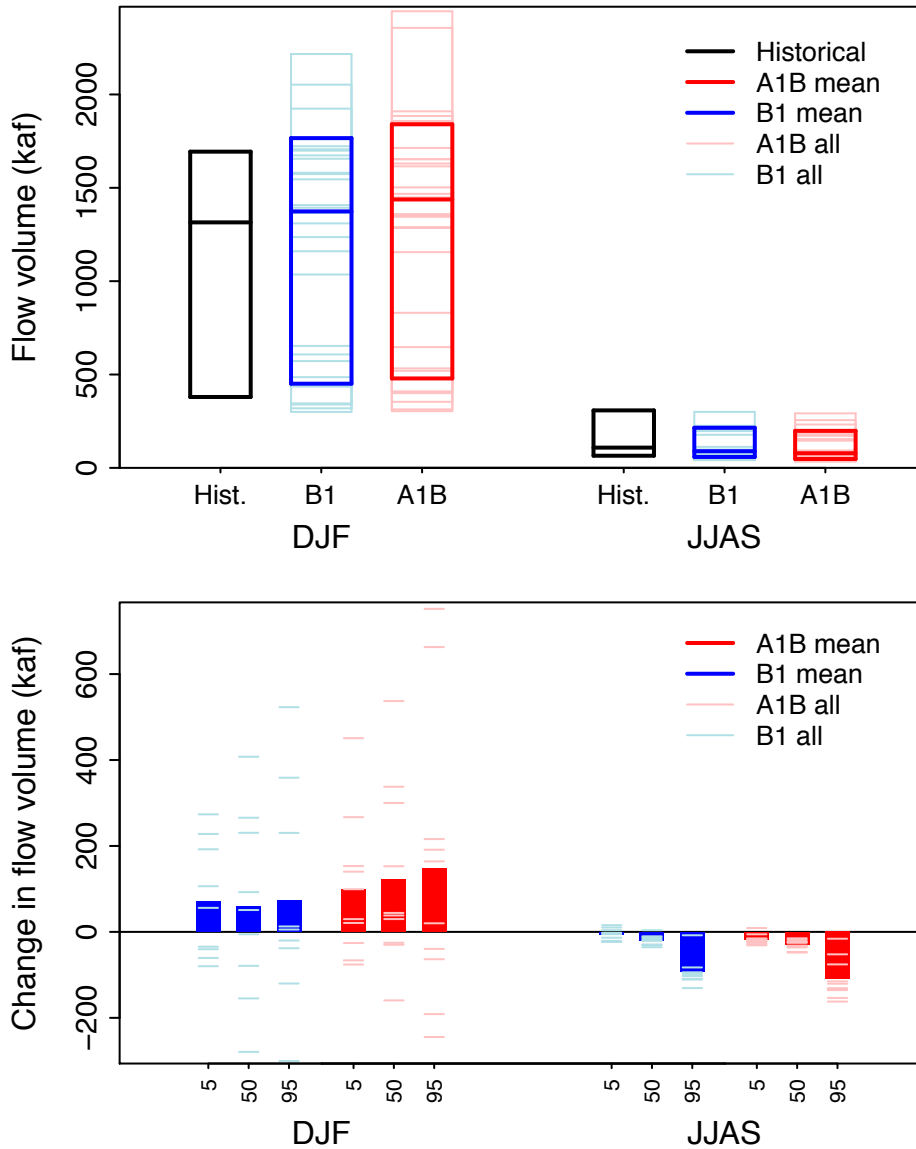 Flow volume (kaf)
2000
1500
1000
500
0
Historical
A1B mean
B1 mean
A1B all
B1 all
Hist. B1 A1B Hist. B1 A1B
DJF JJAS
Change in flow volume (kaf)
600
400
200
0
−200
A1B mean
B1 mean
A1B all
B1 all
5 50 95 5 50 95 5 50 95 5 50 95
DJF JJAS